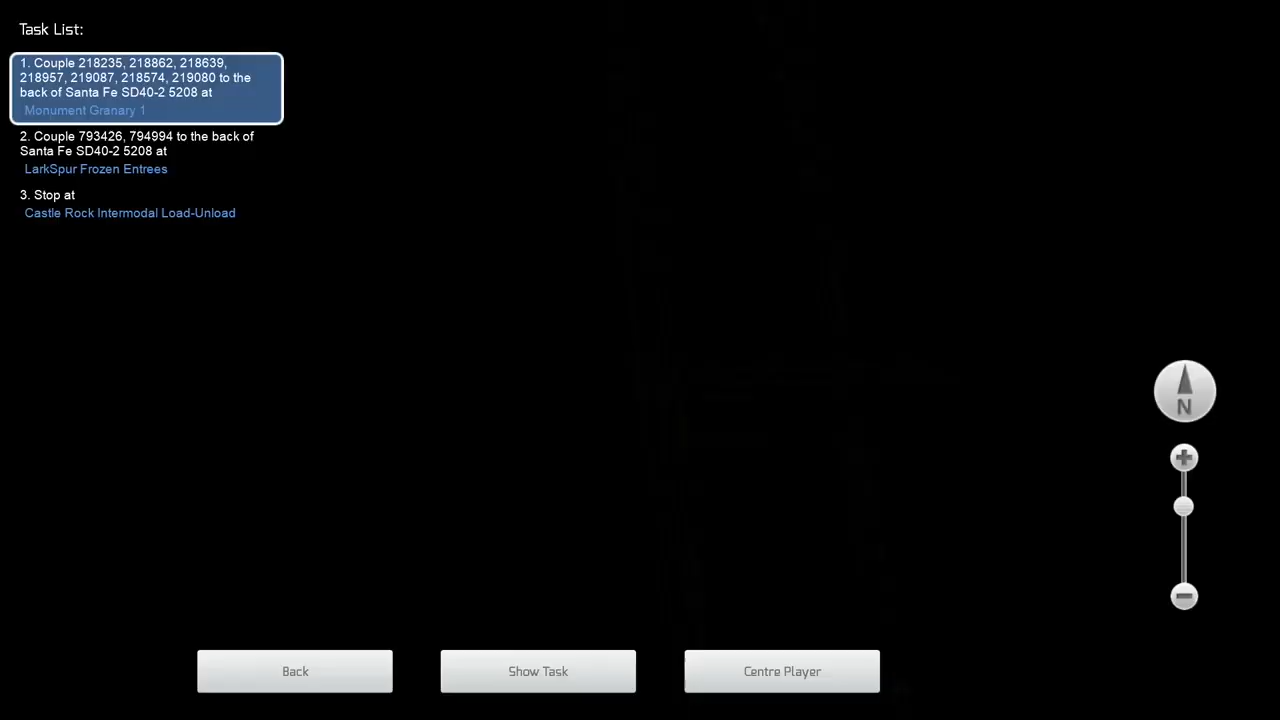 Task List:
1. Couple 218235, 218862, 218639,
218957, 219087, 218574, 219080 to the
back of Santa Fe SD40-2 5208 at
Monument Granary 1
2. Couple 793426, 794994 to the back of
Santa Fe SD40-2 5208 at
LarkSpur Frozen Entrees
3. Stop at
Castle Rock Intermodal Load-Unload
N
Back
Show Task
Centre Player